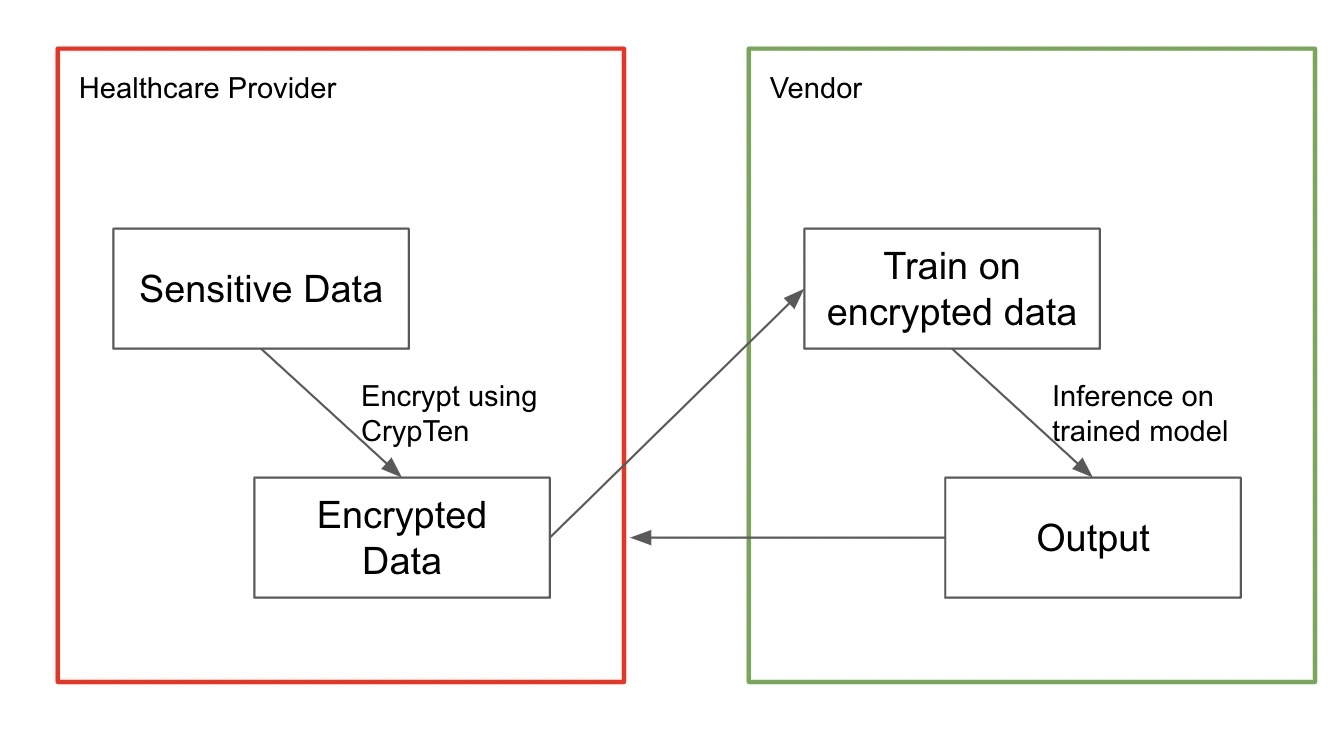 Healthcare Provider
Sensitive Data
Encrypt using
CrypTen
Encrypted
Data
Vendor
Train on
encrypted data
Inference on
trained model
Output